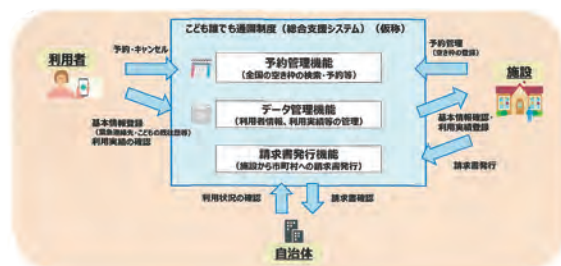 こども誰でも通園制度（総合支援システム）（仮称）
利用者
予約・キャンセル
予約管理機能
（全国の空き枠の検索・予約等）
予約管理
（空き枠の登録）
施設
基本情報登録
（緊急連絡先・こどもの既往歴等）
利用実績の確認
データ管理機能
（利用者情報、利用実績等の管理）
基本情報確認・
利用実績登録
請求書発行機能
（施設から市町村への請求書発行）
請求書発行
利用状況の確認
請求書確認
自治体